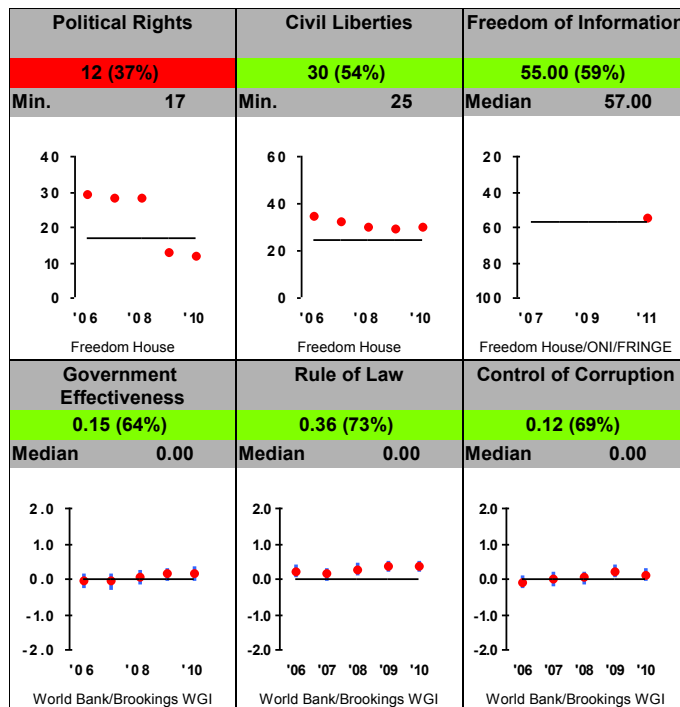 Political Rights
12 (37%)
Min. 17
40
30
20
10
0
'06 '08 '10
Freedom House
Civil Liberties
30 (54%)
Min. 25
60
40
20
0
'06 '08 '10
Freedom House
Freedom of Information
55.00 (59%)
Median 57.00
20
40
60
80
100
'07 '09 '11
Freedom House/ONI/FRINGE
Government
Effectiveness
0.15 (64%)
Median 0.00
2.0
1.0
0.0
-1.0
-2.0
'06 '08 '10
World Bank/Brookings WGI
Rule of Law
0.36 (73%)
Median 0.00
2.0
1.0
0.0
-1.0
-2.0
'06 '07 '08 '09 '10
World Bank/Brookings WGI
Control of Corruption
0.12 (69%)
Median 0.00
2.0
1.0
0.0
-1.0
-2.0
'06 '07 '08 '09 '10
World Bank/Brookings WGI